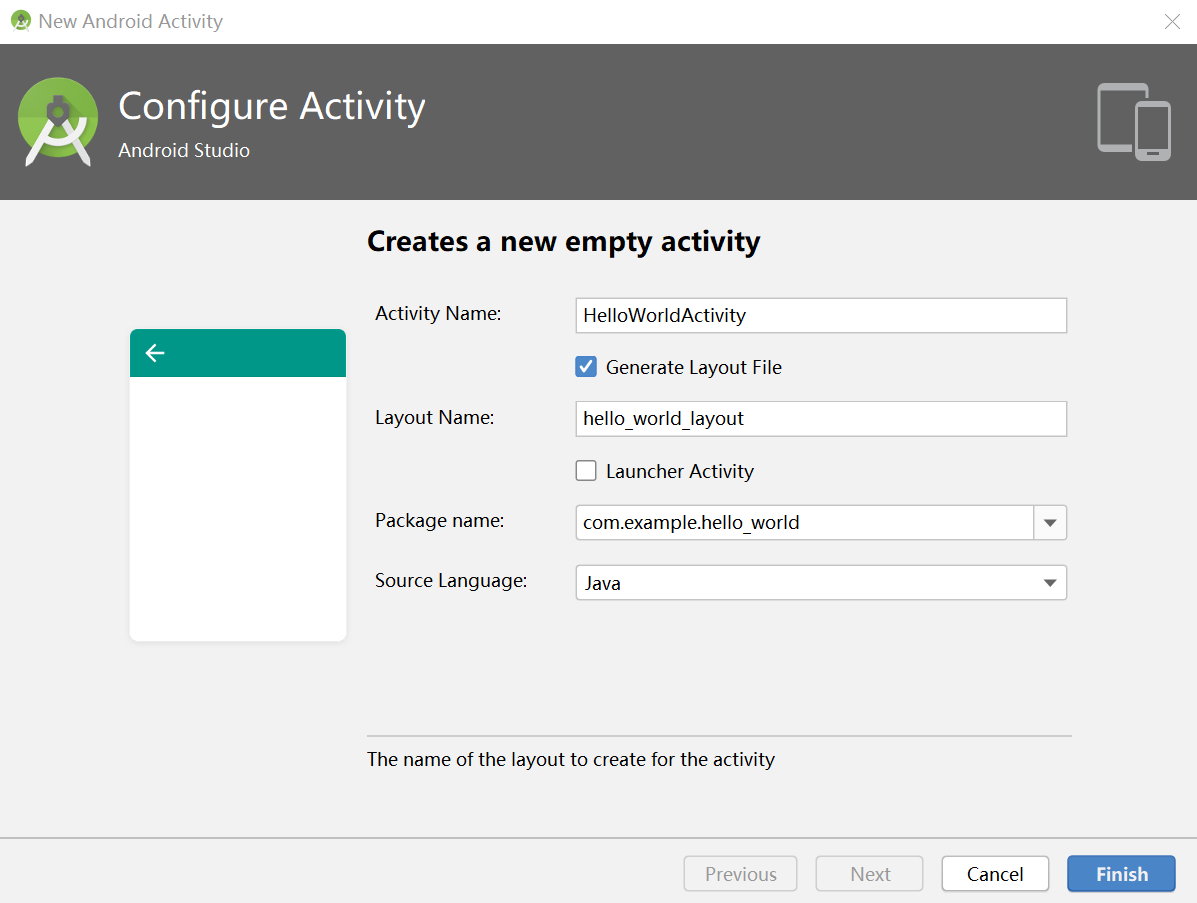 New Android Activity
Configure Activity
Android Studio
Creates a new empty activity
Activity Name:
HelloWorldActivity
Generate Layout File
Layout Name:
hello_world_layout
Launcher Activity
Package name:
com.example.hello_world
Source Language:
Java
The name of the layout to create for the activity
Previous
Next
Cancel
Finish